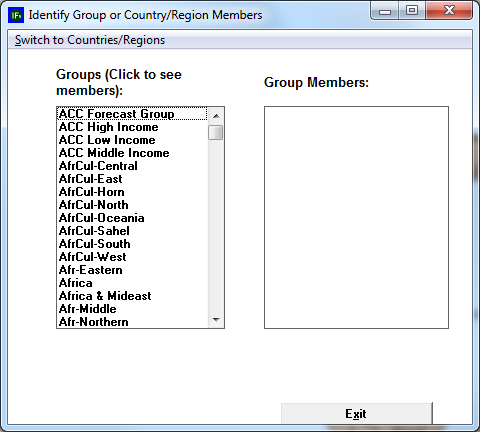 IFs Identify Group or Country/Region Members
Switch to Countries/Regions
Groups (Click to see
members):
Group Members:
ACC Forecast Group
ACC High Income
ACC Low Income
ACC Middle Income
AfrCul-Central
AfrCul-East
AfrCul-Horn
AfrCul-North
AfrCul-Oceania
AfrCul-Sahel
AfrCul-South
AfrCul-West
Afr-Eastern
Africa
Africa & Mideast
Afr-Middle
Afr-Northern
Exit